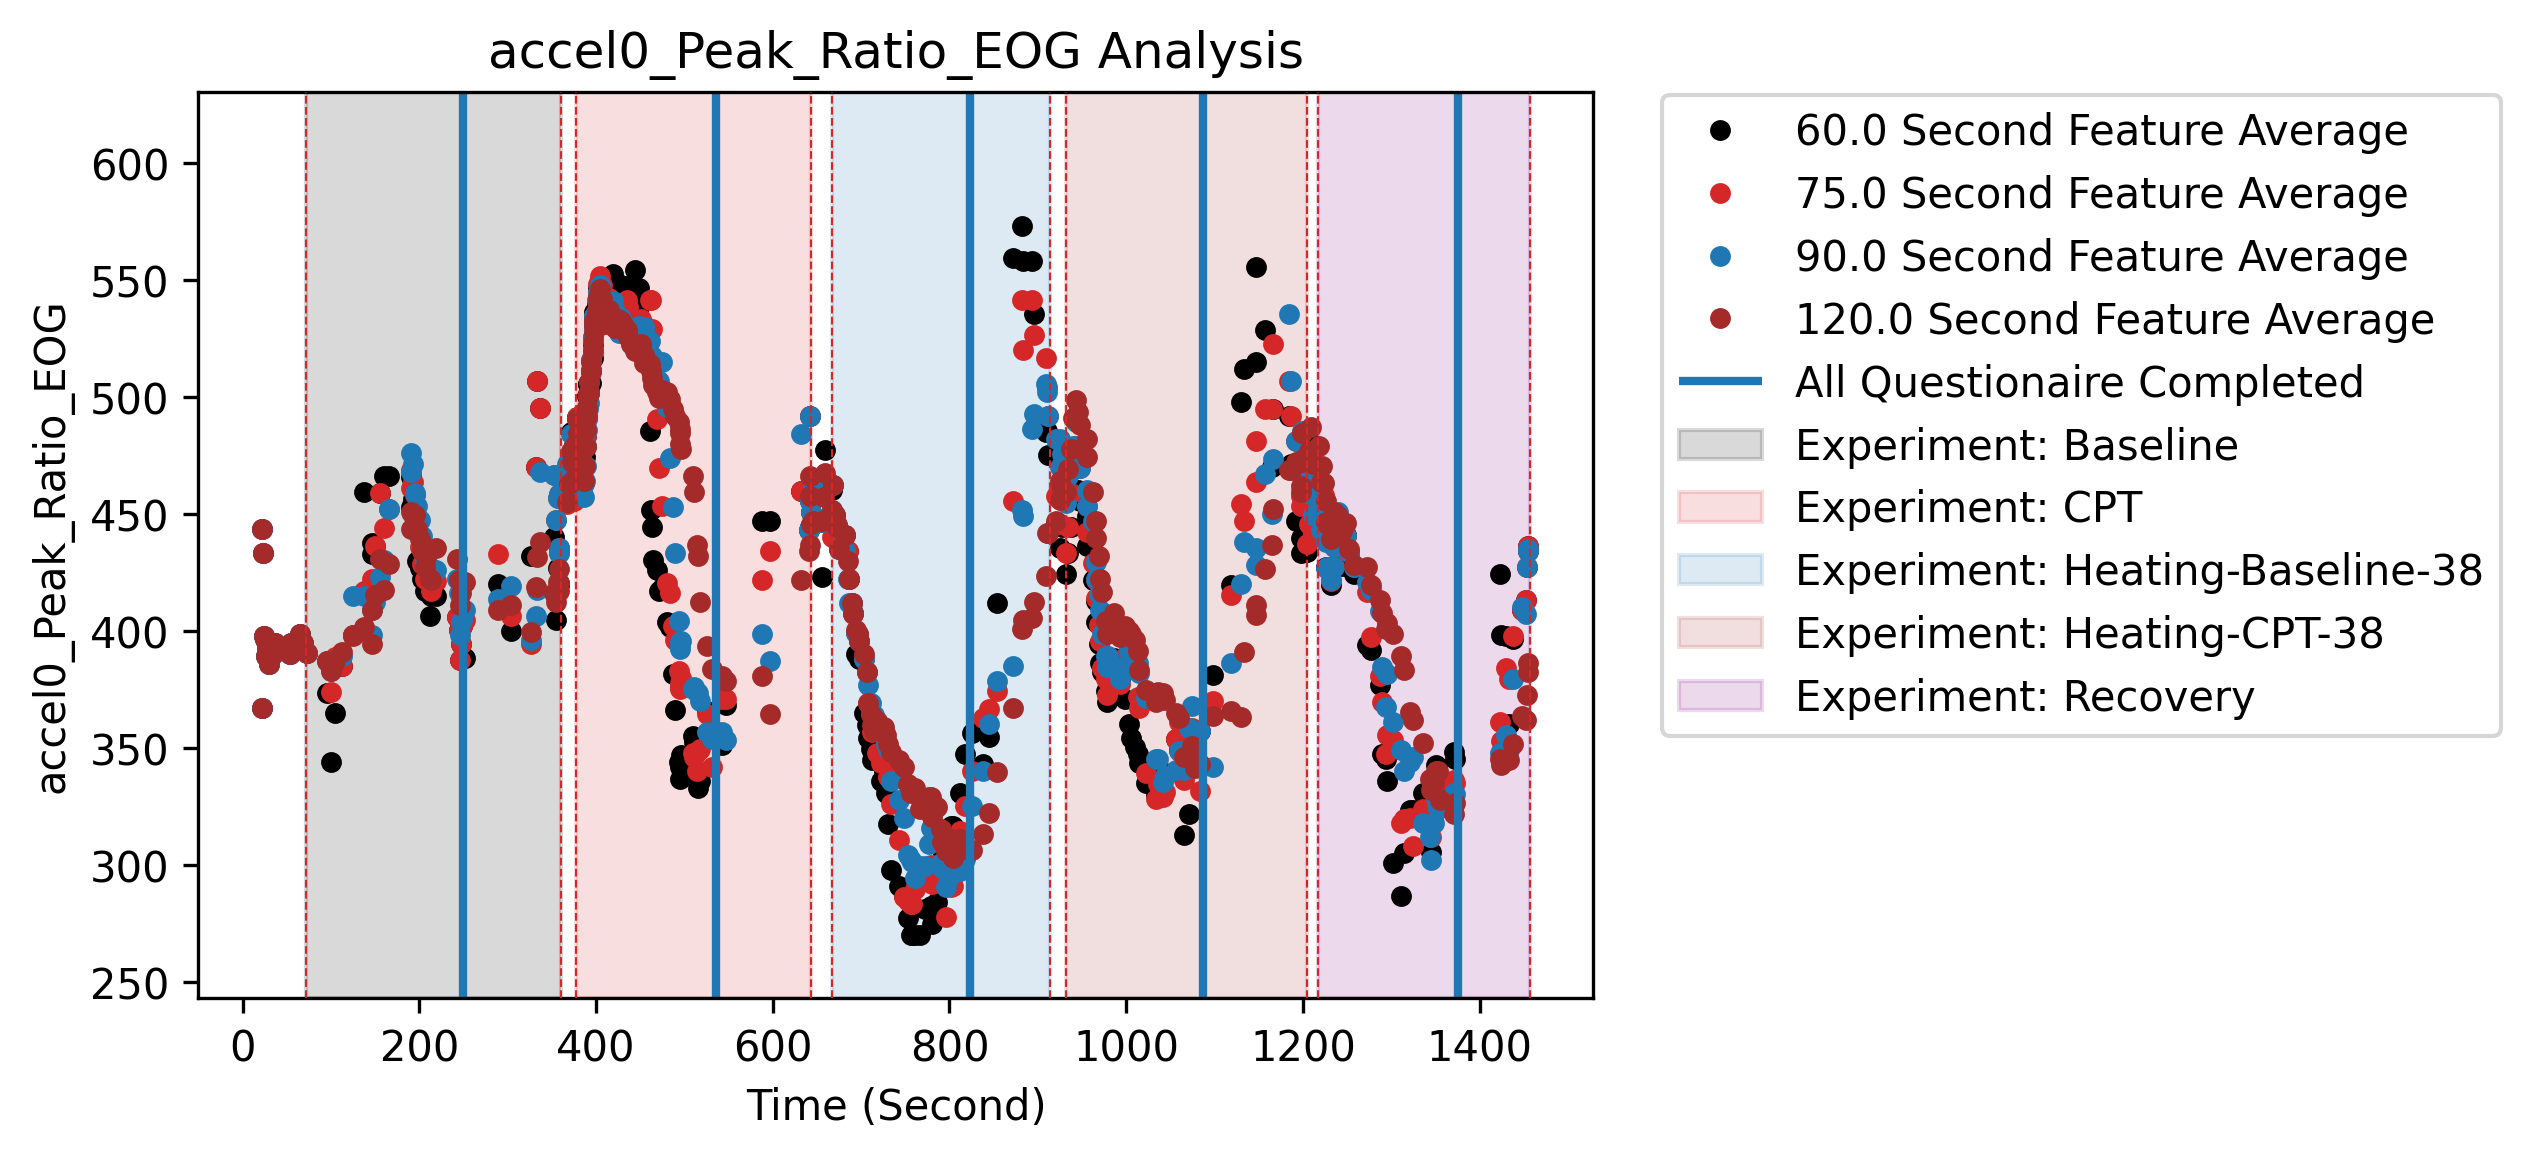 accel0_Peak_Ratio_EOG Analysis
accel0_Peak_Ratio_EOG
600
550
500
450
400
350
300
250
0 200 400 600 800 1000 1200 1400
Time (Second)
60.0 Second Feature Average
75.0 Second Feature Average
90.0 Second Feature Average
120.0 Second Feature Average
All Questionaire Completed
Experiment: Baseline
Experiment: CPT
Experiment: Heating-Baseline-38
Experiment: Heating-CPT-38
Experiment: Recovery